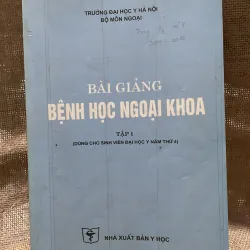 TRƯỜNG ĐẠI HỌC Y HÀ NỘI
BỘ MÔN NGOẠI
BÀI GIẢNG
BỆNH HỌC NGOẠI KHOA
TẬP 1
(DÙNG CHO SINH VIÊN ĐẠI HỌC Y NĂM THỨ 4)
NHÀ XUẤT BẢN Y HỌC